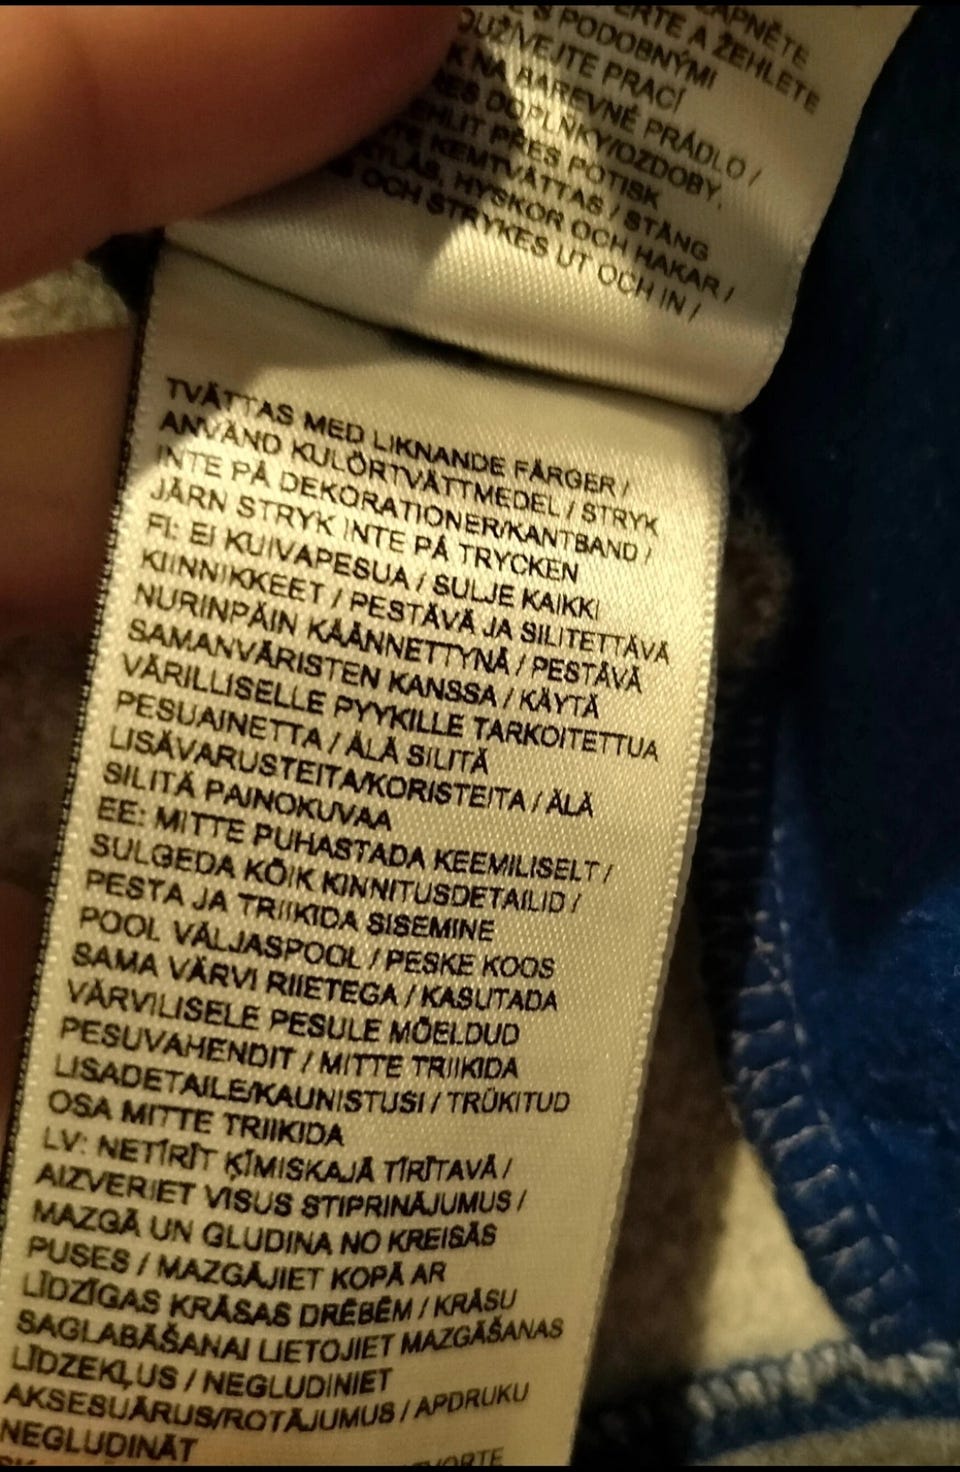 ZAPNĚTE
A ŽEHLETE
S PODOBNÝMI
PRACÍ
NA BAREVNÉ PRÁDLO /
DOPLŇKY/OZDOBY,
PŘES POTISK
KEMTVÄTTAS / STÄNG
HYSKOR OCH HAKAR /
OCH STRYKES UT OCH IN /
TVÄTTAS MED LIKNANDE FÄRGER /
ANVÄND KULÖRTVÄTTMEDEL / STRYK
INTE PÅ DEKORATIONER/KANTBAND /
JÄRN STRYK INTE PÅ TRYCKEN
FI: EI KUIVAPESUA / SULJE KAIKKI
KIINNIKKEET / PESTÄVÄ JA SILITETTÄVÄ
NURINPÄIN KÄÄNNETTYNÄ / PESTÄVÄ
SAMANVÄRISTEN KANSSA / KÄYTÄ
VÄRILLISELLE PYYKILLE TARKOITETTUA
PESUAINETTA / ÄLÄ SILITÄ
LISÄVARUSTEITA/KORISTEITA / ÄLÄ
SILITÄ PAINOKUVAA
EE: MITTE PUHASTADA KEEMILISELT /
SULGEDA KÕIK KINNITUSDETAILID /
PESTA JA TRIIKIDA SISEMINE
POOL VÄLJASPOOL / PESKE KOOS
SAMA VÄRVI RIIETEGA / KASUTADA
VÄRVILISELE PESULE MÕELDUD
PESUVAHENDIT / MITTE TRIIKIDA
LISADETAILE/KAUNISTUSI / TRÜKITUD
OSA MITTE TRIIKIDA
LV: NETĪRĪT ĶĪMISKAJĀ TĪRĪTAVĀ /
AIZVERIET VISUS STIPRINĀJUMUS /
MAZGĀ UN GLUDINA NO KREISĀS
PUSES / MAZGĀJIET KOPĀ AR
LĪDZĪGAS KRĀSAS DRĒBĒM / KRĀSU
SAGLABĀŠANAI LIETOJIET MAZGĀŠANAS
LĪDZEKĻUS / NEGLUDINIET
AKSESUĀRUS/ROTĀJUMUS / APDRUKU
NEGLUDINĀT